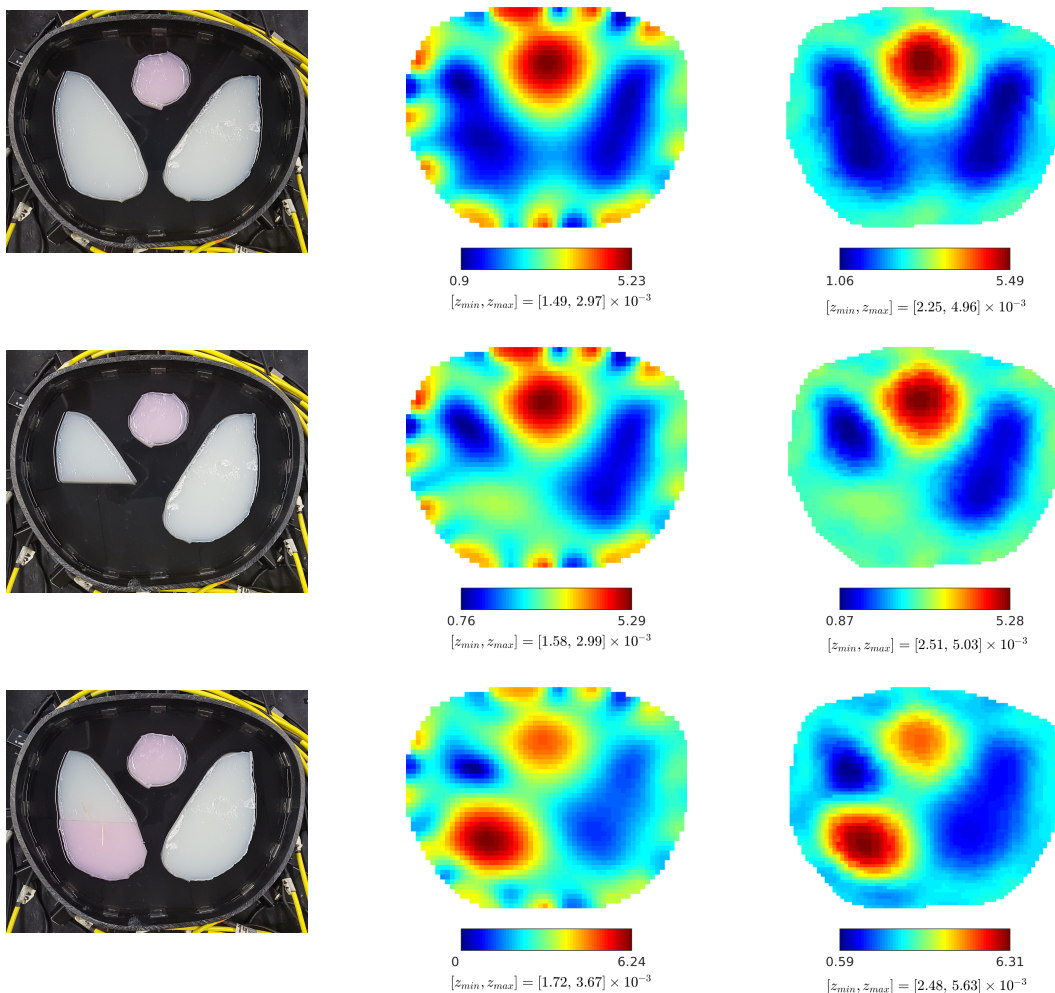 0.9 5.23 1.06 5.49
[z_min, z_max] = [1.49, 2.97] × 10^−3 [z_min, z_max] = [2.25, 4.96] × 10^−3
0.76 5.29 0.87 5.28
[z_min, z_max] = [1.58, 2.99] × 10^−3 [z_min, z_max] = [2.51, 5.03] × 10^−3
0 6.24 0.59 6.31
[z_min, z_max] = [1.72, 3.67] × 10^−3 [z_min, z_max] = [2.48, 5.63] × 10^−3